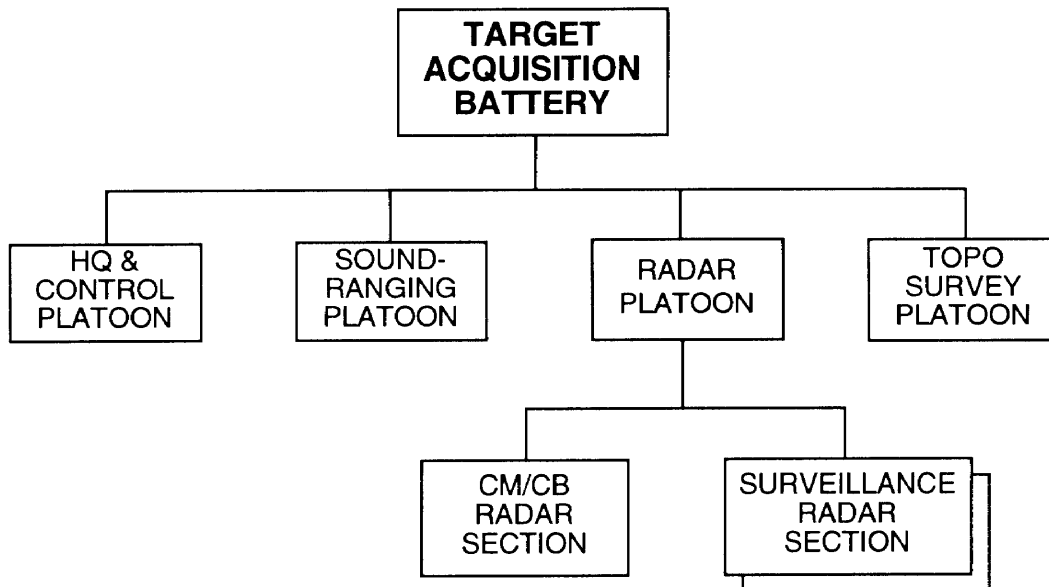 TARGET
ACQUISITION
BATTERY
HQ &
CONTROL
PLATOON
SOUND-
RANGING
PLATOON
RADAR
PLATOON
TOPO
SURVEY
PLATOON
CM/CB
RADAR
SECTION
SURVEILLANCE
RADAR
SECTION